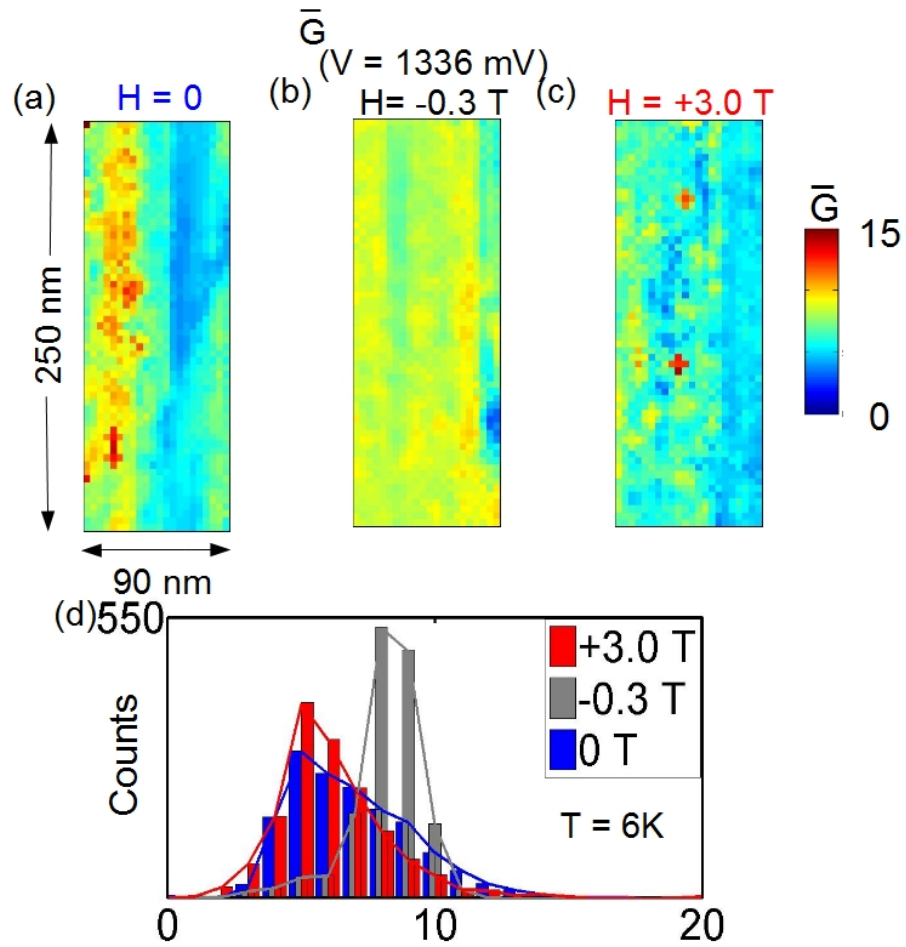 G̅
(V = 1336 mV)
(a) H = 0
(b) H= -0.3 T
(c) H = +3.0 T
250 nm
90 nm
G̅
15
0
(d)
550
Counts
+3.0 T
-0.3 T
0 T
T = 6K
0 10 20